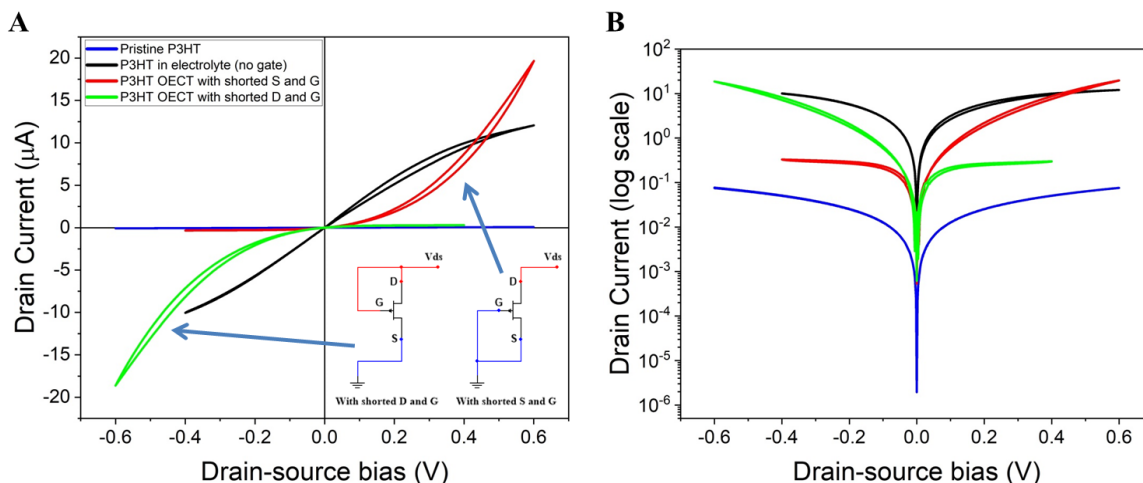 A
Pristine P3HT
P3HT in electrolyte (no gate)
P3HT OECT with shorted S and G
P3HT OECT with shorted D and G
20
15
10
5
0
-5
-10
-15
-20
Drain Current (μA)
Vds
D
G
S
With shorted D and G
Vds
D
G
S
With shorted S and G
-0.6 -0.4 -0.2 0.0 0.2 0.4 0.6
Drain-source bias (V)
B
10²
10¹
10⁰
10⁻¹
10⁻²
10⁻³
10⁻⁴
10⁻⁵
10⁻⁶
Drain Current (log scale)
-0.6 -0.4 -0.2 0.0 0.2 0.4 0.6
Drain-source bias (V)